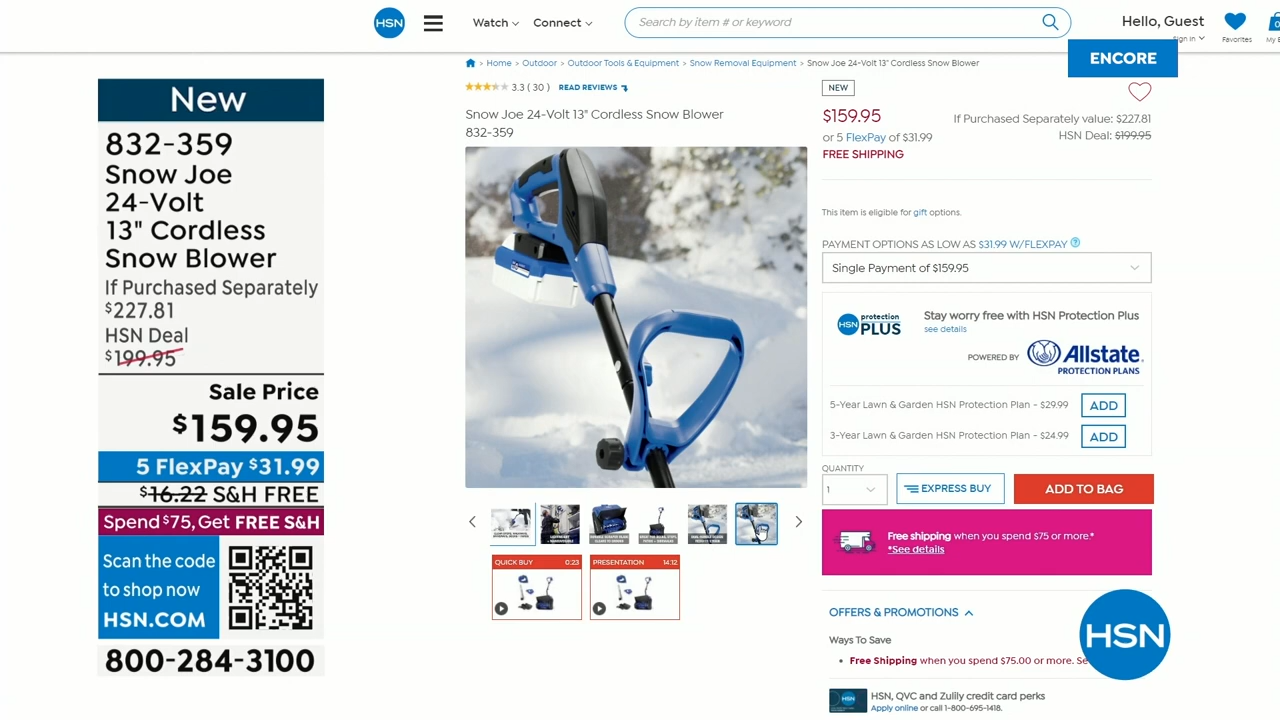 HSN
Watch
Connect
Search by item # or keyword
Hello, Guest
Sign In
Favorites
0
ENCORE
New
832-359
Snow Joe
24-Volt
13" Cordless
Snow Blower
If Purchased Separately
$227.81
HSN Deal
$199.95
Sale Price
$159.95
5 FlexPay $31.99
$16.22 S&H FREE
Spend $75, Get FREE S&H
Scan the code
to shop now
HSN.COM
800-284-3100
> Home > Outdoor > Outdoor Tools & Equipment > Snow Removal Equipment > Snow Joe 24-Volt 13" Cordless Snow Blower
3.3 ( 30 ) READ REVIEWS
Snow Joe 24-Volt 13" Cordless Snow Blower
832-359
QUICK BUY 0:23
PRESENTATION 14:12
NEW
$159.95
If Purchased Separately value: $227.81
or 5 FlexPay of $31.99
HSN Deal: $199.95
FREE SHIPPING
This item is eligible for gift options.
PAYMENT OPTIONS AS LOW AS $31.99 W/FLEXPAY ?
Single Payment of $159.95
HSN protection PLUS
Stay worry free with HSN Protection Plus
see details
POWERED BY Allstate.
PROTECTION PLANS
5-Year Lawn & Garden HSN Protection Plan - $29.99 ADD
3-Year Lawn & Garden HSN Protection Plan - $24.99 ADD
QUANTITY
1
EXPRESS BUY
ADD TO BAG
Free shipping when you spend $75 or more.*
*See details
OFFERS & PROMOTIONS
Ways To Save
• Free Shipping when you spend $75.00 or more.
HSN
HSN, QVC and Zulily credit card perks
Apply online or call 1-800-695-1418.